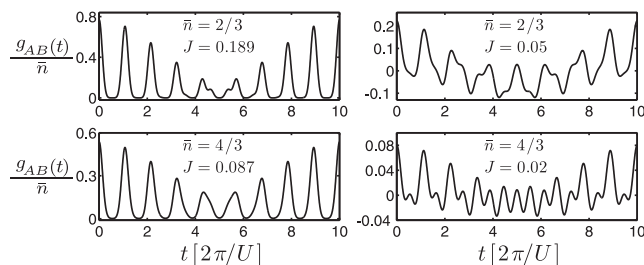 0.8
g_AB(t)
n̄
0.4
0
n̄ = 2/3
J = 0.189
0 2 4 6 8 10
0.2
0.1
0
-0.1
n̄ = 2/3
J = 0.05
0 2 4 6 8 10
0.6
g_AB(t)
n̄
0.3
0
n̄ = 4/3
J = 0.087
0 2 4 6 8 10
t [2π/U]
0.08
0.04
0
-0.04
n̄ = 4/3
J = 0.02
0 2 4 6 8 10
t [2π/U]